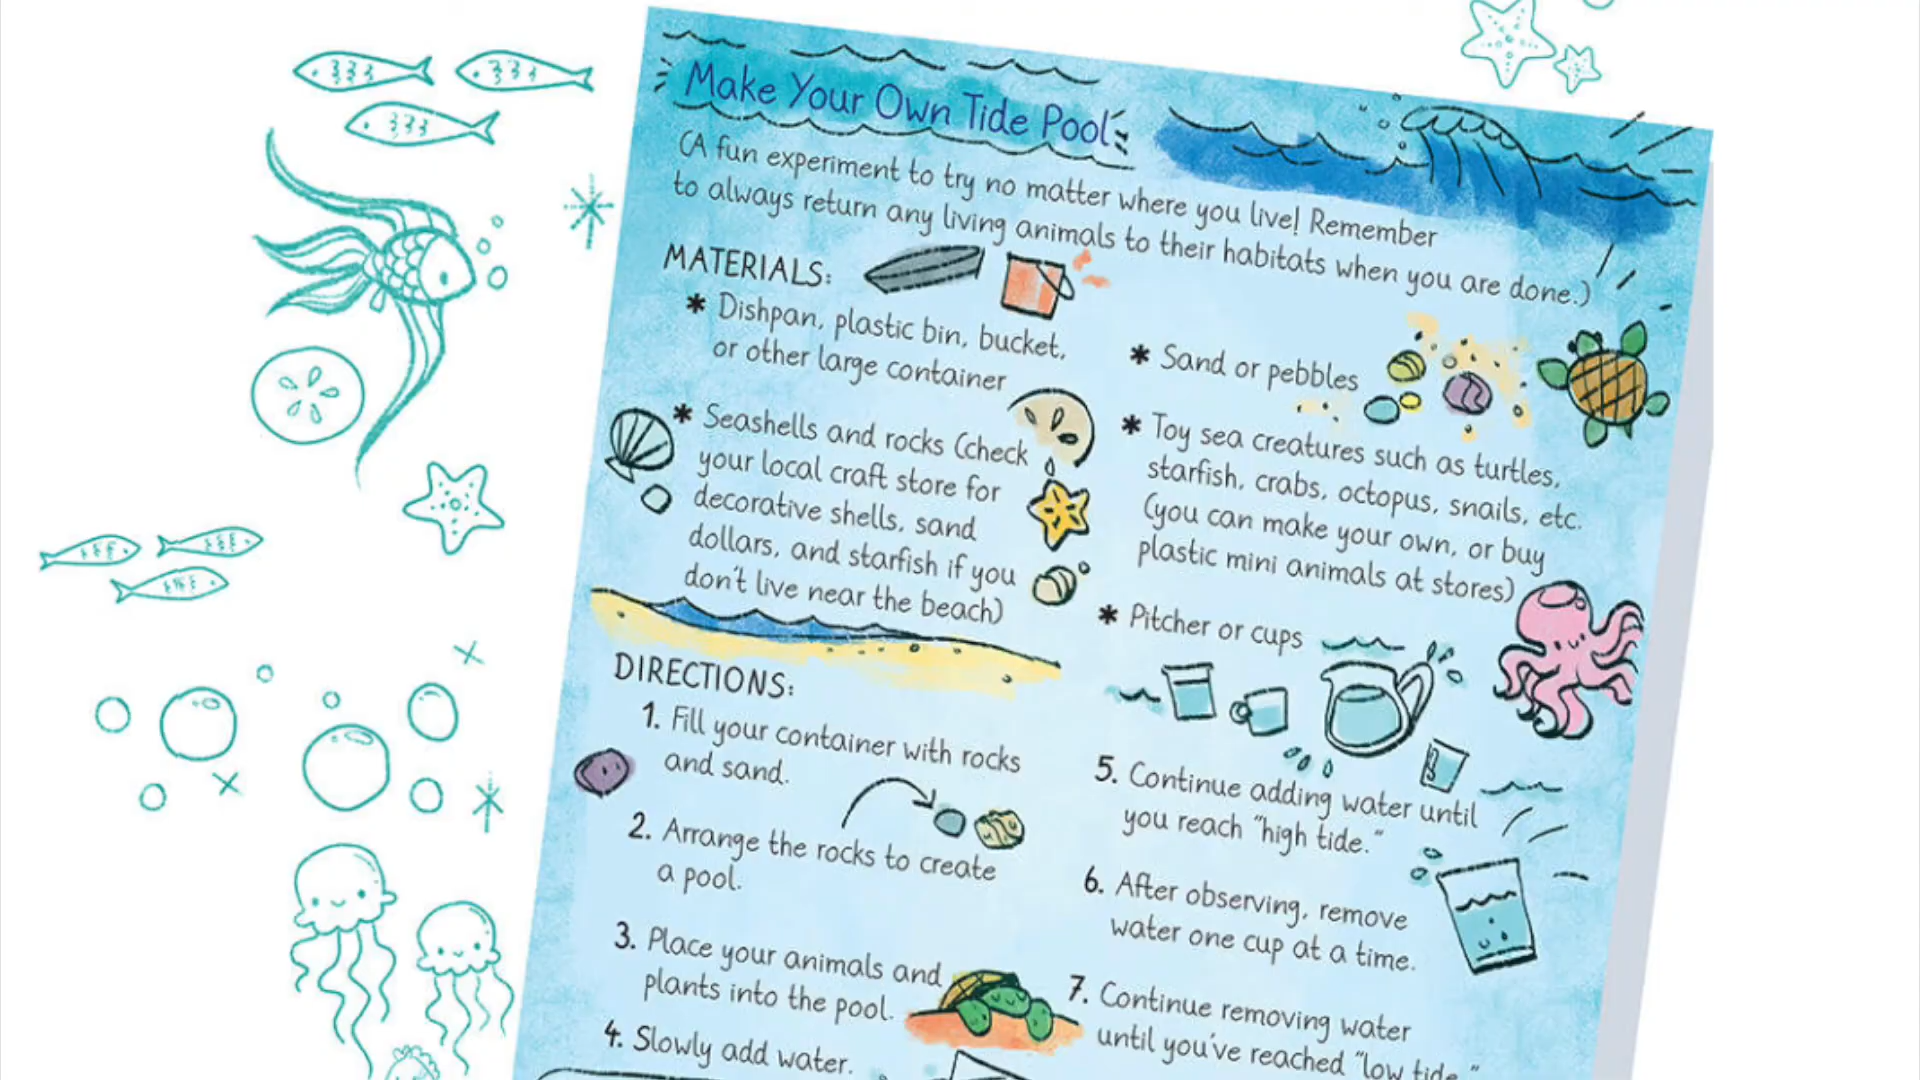 Make Your Own Tide Pool
(A fun experiment to try no matter where you live! Remember
to always return any living animals to their habitats when you are done.)
MATERIALS:
* Dishpan, plastic bin, bucket,
or other large container
* Seashells and rocks (check
your local craft store for
decorative shells, sand
dollars, and starfish if you
don't live near the beach)
* Sand or pebbles
* Toy sea creatures such as turtles,
starfish, crabs, octopus, snails, etc.
(you can make your own, or buy
plastic mini animals at stores)
* Pitcher or cups
DIRECTIONS:
1. Fill your container with rocks
and sand.
2. Arrange the rocks to create
a pool.
3. Place your animals and
plants into the pool.
4. Slowly add water.
5. Continue adding water until
you reach "high tide."
6. After observing, remove
water one cup at a time.
7. Continue removing water
until you've reached "low tide."